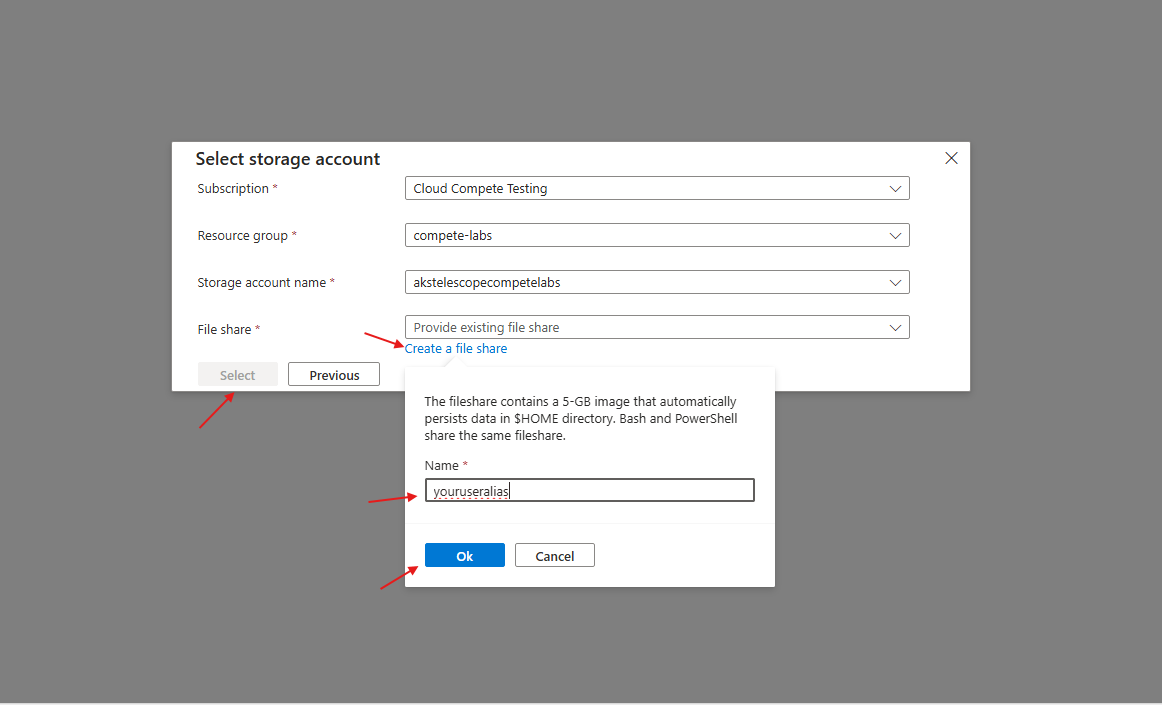 Select storage account
Subscription *
Cloud Compete Testing
Resource group *
compete-labs
Storage account name *
akstelescopecompetelabs
File share *
Provide existing file share
Create a file share
Select
Previous
The fileshare contains a 5-GB image that automatically
persists data in $HOME directory. Bash and PowerShell
share the same fileshare.
Name *
youruseralias
Ok
Cancel